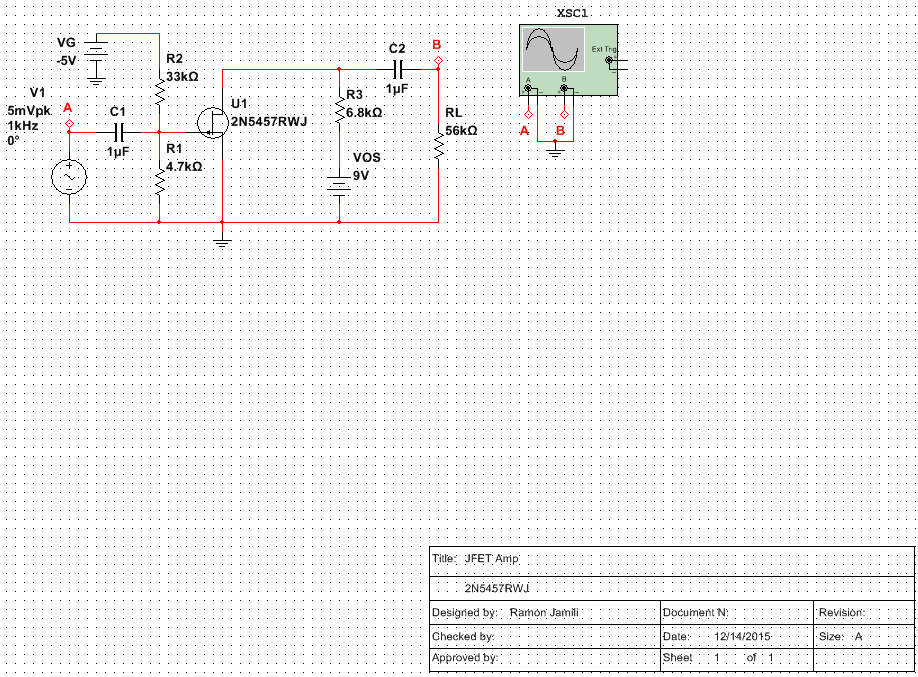 XSC1
Ext Trig
+
-
A
B
+ - + -
A
B
VG
-5V
R2
33kΩ
C2
1µF
B
V1
5mVpk
1kHz
0°
A
C1
1µF
U1
2N5457RWJ
R3
6.8kΩ
RL
56kΩ
R1
4.7kΩ
VOS
9V
Title: JFET Amp
2N5457RWJ
Designed by: Ramon Jamili Document N: Revision:
Checked by: Date: 12/14/2015 Size: A
Approved by: Sheet 1 of 1